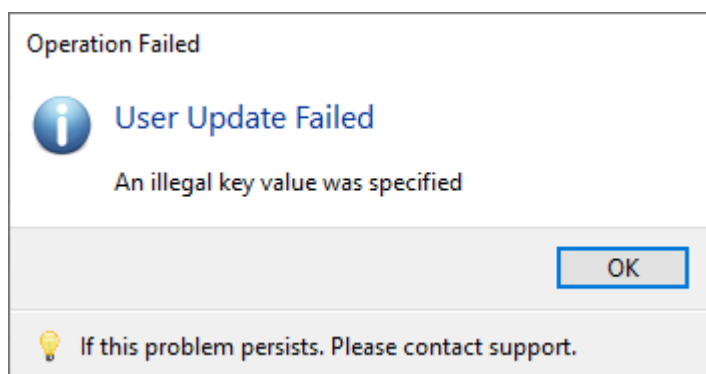 Operation Failed
User Update Failed
An illegal key value was specified
OK
If this problem persists. Please contact support.